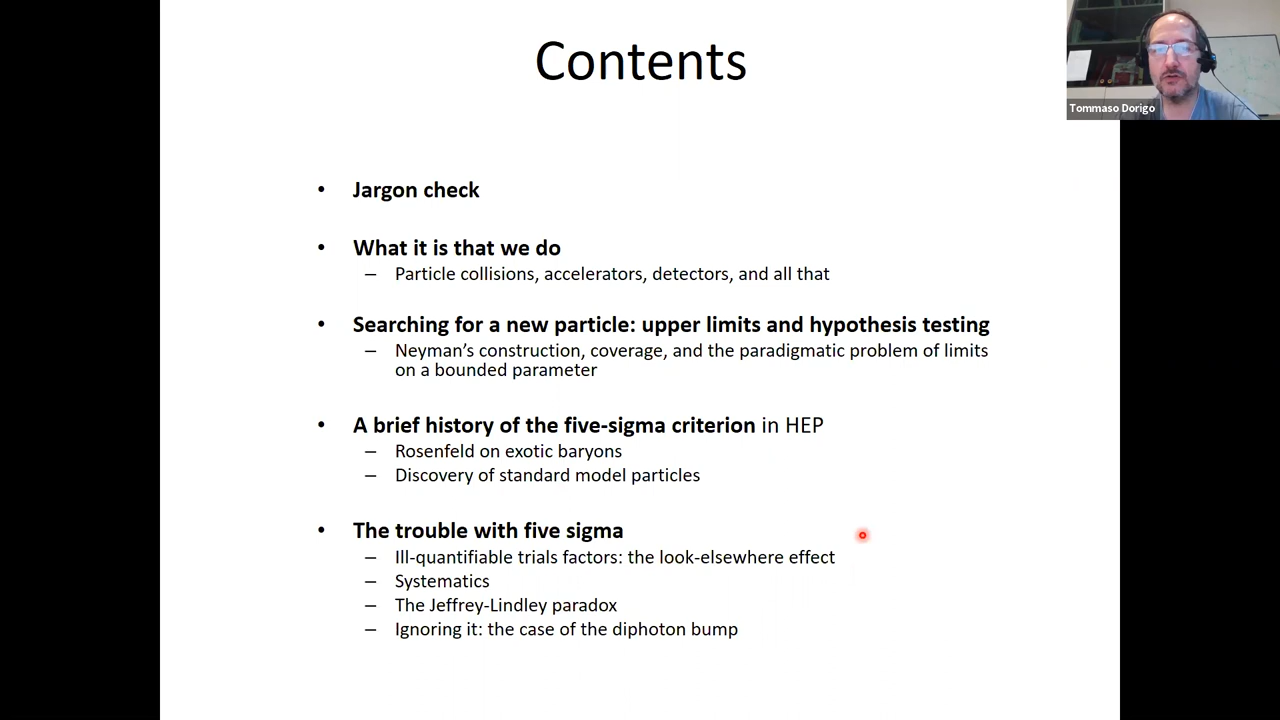 Contents
Tommaso Dorigo
• Jargon check
• What it is that we do
– Particle collisions, accelerators, detectors, and all that
• Searching for a new particle: upper limits and hypothesis testing
– Neyman’s construction, coverage, and the paradigmatic problem of limits
on a bounded parameter
• A brief history of the five-sigma criterion in HEP
– Rosenfeld on exotic baryons
– Discovery of standard model particles
• The trouble with five sigma
– Ill-quantifiable trials factors: the look-elsewhere effect
– Systematics
– The Jeffrey-Lindley paradox
– Ignoring it: the case of the diphoton bump